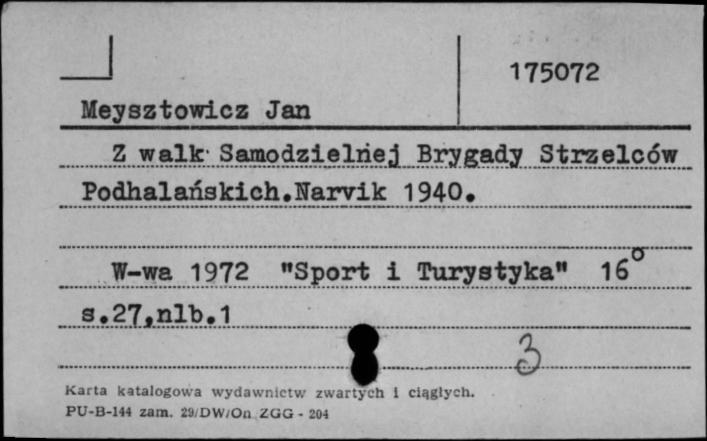 175072
Meysztowicz Jan
Z walk Samodzielnej Brygady Strzelców
Podhalańskich.Narvik 1940.
W-wa 1972 "Sport i Turystyka" 16°
s.27,nlb.1
3
Karta katalogowa wydawnictw zwartych i ciągłych.
PU-B-144 zam. 29/DW/On ZGG - 204